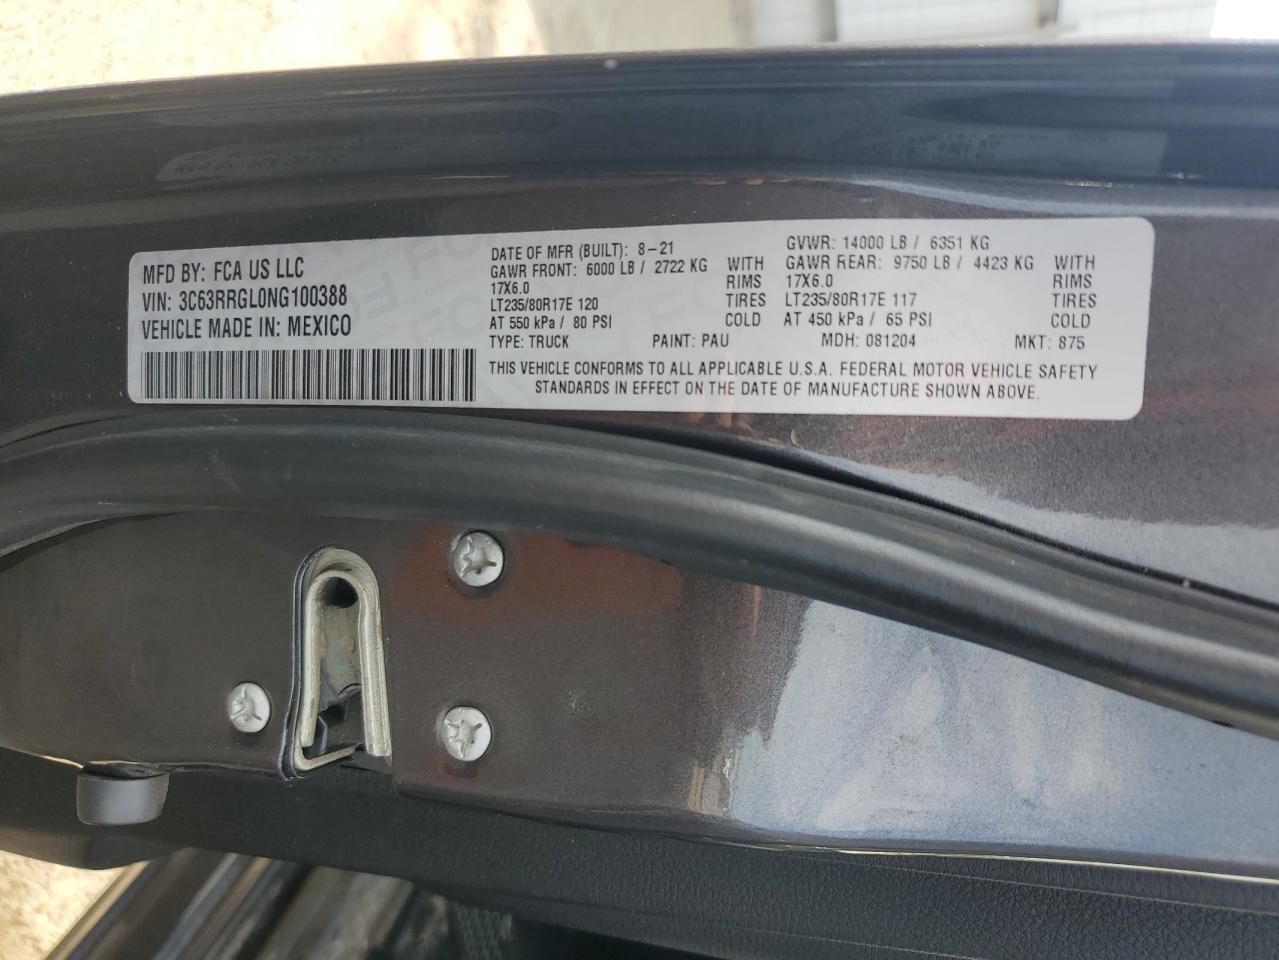 MFD BY: FCA US LLC
VIN: 3C63RRGL0NG100388
VEHICLE MADE IN: MEXICO
DATE OF MFR (BUILT): 8-21 GVWR: 14000 LB / 6351 KG
GAWR FRONT: 6000 LB / 2722 KG WITH GAWR REAR: 9750 LB / 4423 KG WITH
17X6.0 RIMS 17X6.0 RIMS
LT235/80R17E 120 TIRES LT235/80R17E 117 TIRES
AT 550 kPa / 80 PSI COLD AT 450 kPa / 65 PSI COLD
TYPE: TRUCK PAINT: PAU MDH: 081204 MKT: 875
THIS VEHICLE CONFORMS TO ALL APPLICABLE U.S.A. FEDERAL MOTOR VEHICLE SAFETY
STANDARDS IN EFFECT ON THE DATE OF MANUFACTURE SHOWN ABOVE.